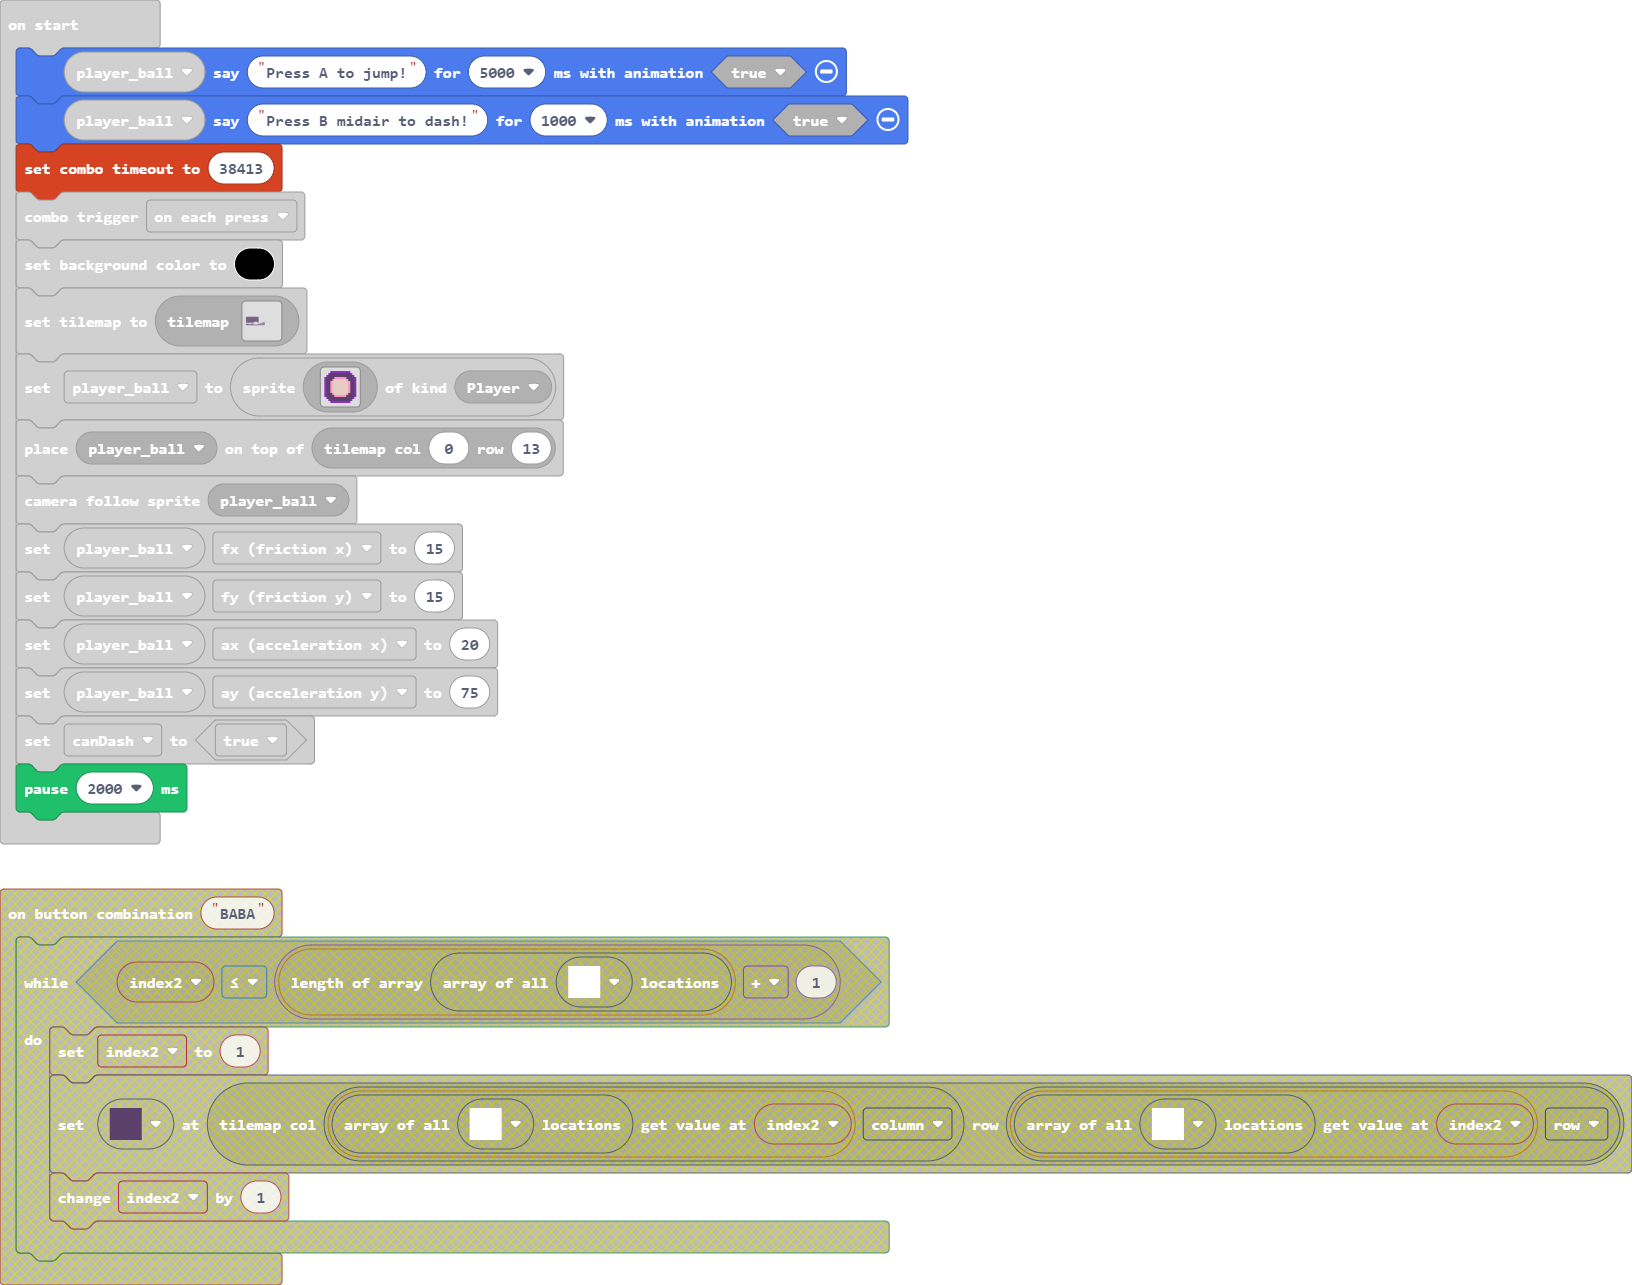 on start
player_ball say "Press A to jump!" for 5000 ms with animation true
player_ball say "Press B midair to dash!" for 1000 ms with animation true
set combo timeout to 38413
combo trigger on each press
set background color to
set tilemap to tilemap
set player_ball to sprite of kind Player
place player_ball on top of tilemap col 0 row 13
camera follow sprite player_ball
set player_ball fx (friction x) to 15
set player_ball fy (friction y) to 15
set player_ball ax (acceleration x) to 20
set player_ball ay (acceleration y) to 75
set canDash to true
pause 2000 ms
on button combination "BABA"
while index2 ≤ length of array array of all locations + 1
do
set index2 to 1
set at tilemap col array of all locations get value at index2 column row array of all locations get value at index2 row
change index2 by 1